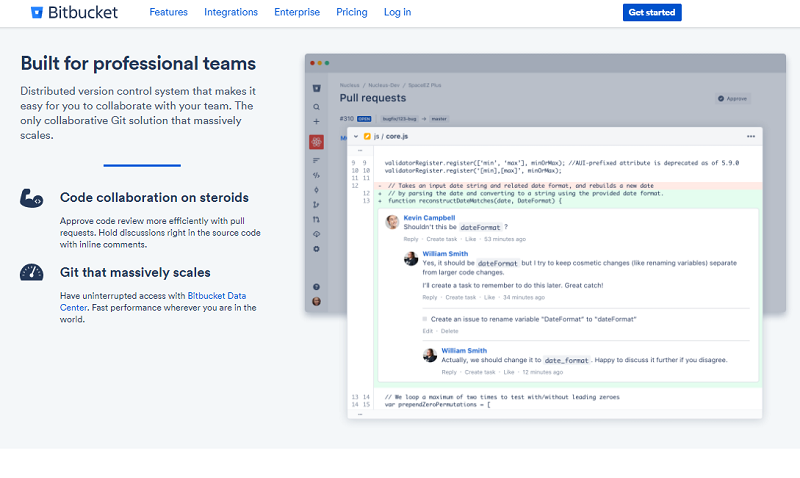 Bitbucket Features Integrations Enterprise Pricing Log in Get started
Built for professional teams
Distributed version control system that makes it
easy for you to collaborate with your team. The
only collaborative Git solution that massively
scales.
Code collaboration on steroids
Approve code review more efficiently with pull
requests. Hold discussions right in the source code
with inline comments.
Git that massively scales
Have uninterrupted access with Bitbucket Data
Center. Fast performance wherever you are in the
world.
Nucleus / Nucleus Dev / SpaceEZ Plus
Pull requests
Approve
#310 OPEN bugfix/123-bug → master
js / core.js
9 9 validatorRegister.register(['min', 'max'], minOrMax); //AUI-prefixed attribute is deprecated as of 5.9.0
10 10 validatorRegister.register('[min],[max]', minOrMax);
11 11
12 - // Takes an input date string and related date format, and rebuilds a new date
12 + // by parsing the date and converting to a string using the provided date format.
13 + function reconstructDateMatches(date, DateFormat) {
Kevin Campbell
Shouldn't this be dateFormat ?
Reply · Create task · Like · 53 minutes ago
William Smith
Yes, it should be dateFormat but I try to keep cosmetic changes (like renaming variables) separate
from larger code changes.
I'll create a task to remember to do this later. Great catch!
Reply · Create task · Like · 34 minutes ago
Create an issue to rename variable "DateFormat" to "dateFormat"
Edit · Delete
William Smith
Actually, we should change it to date_format . Happy to discuss it further if you disagree.
Reply · Create task · Like · 12 minutes ago
13 14 // We loop a maximum of two times to test with/without leading zeroes
14 15 var prependZeroPermutations = [